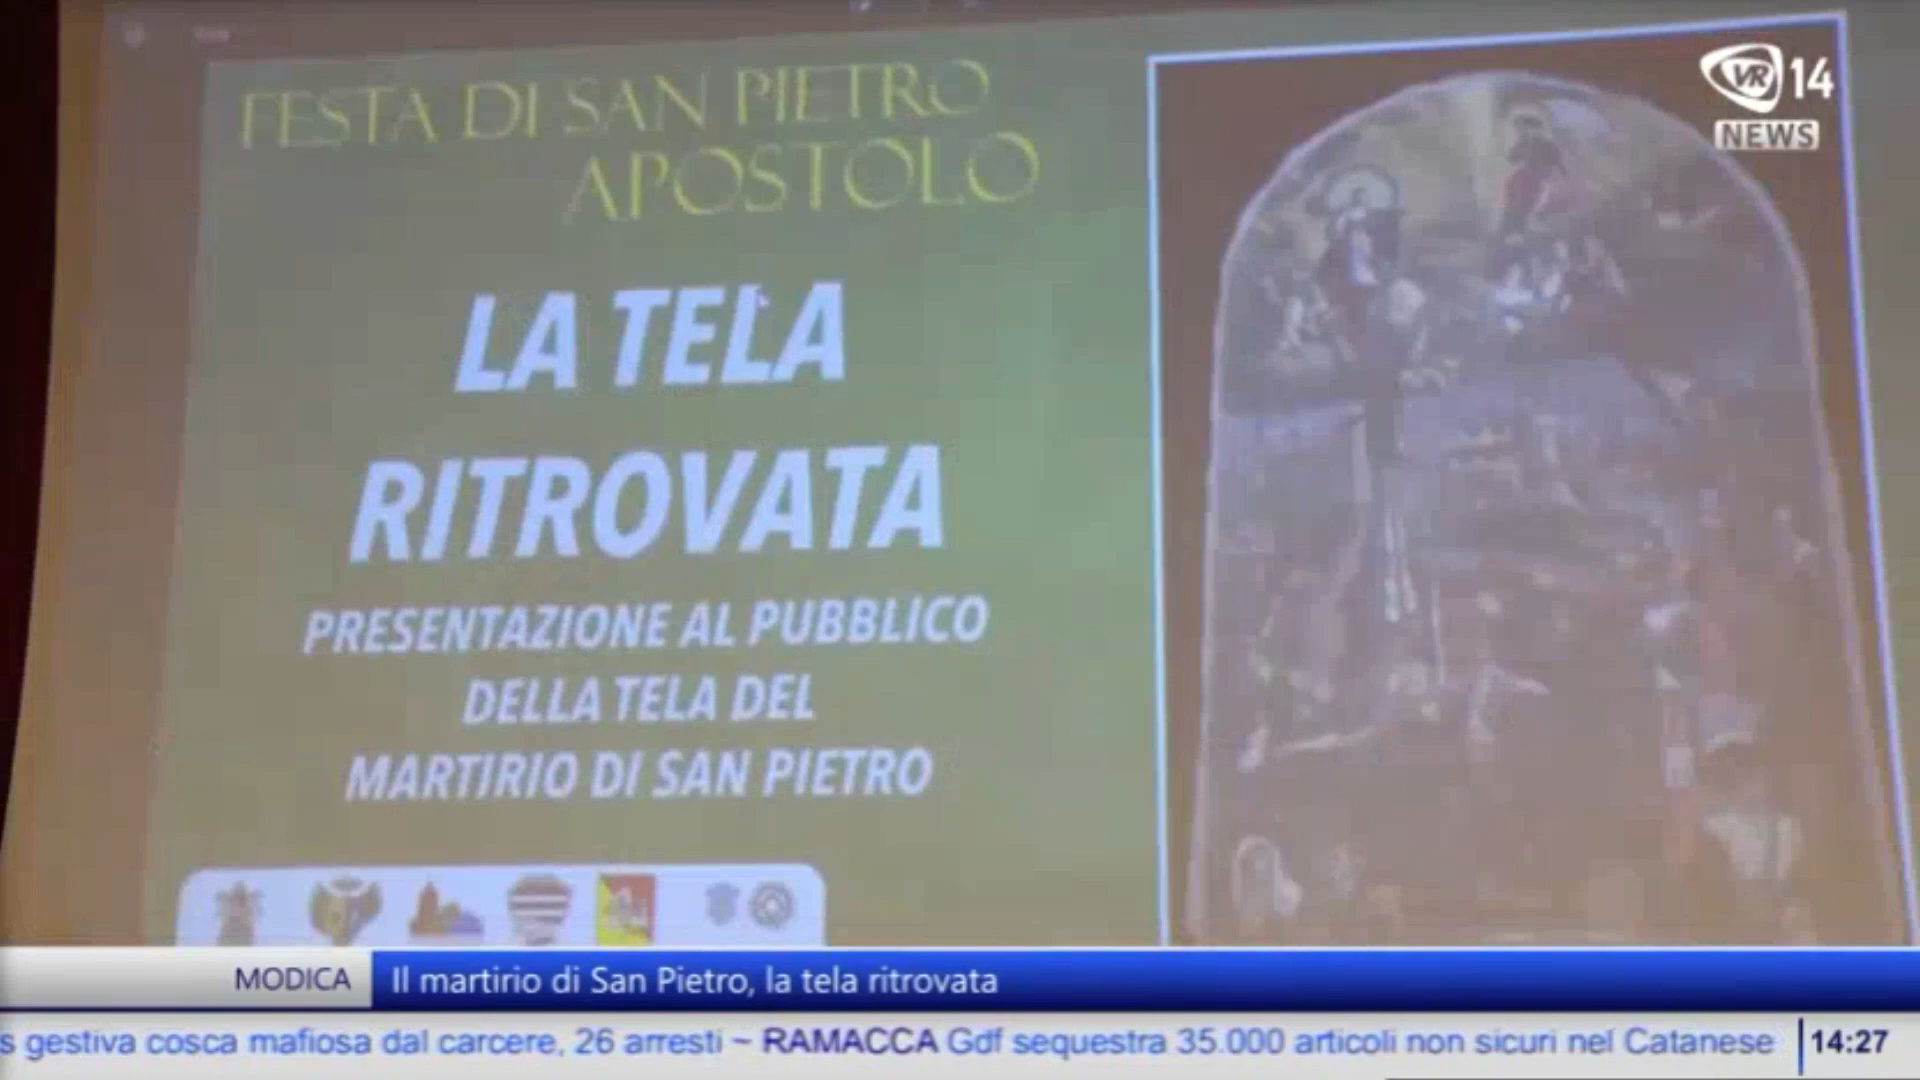 FESTA DI SAN PIETRO
APOSTOLO
LA TELA
RITROVATA
PRESENTAZIONE AL PUBBLICO
DELLA TELA DEL
MARTIRIO DI SAN PIETRO
VR 14
NEWS
MODICA Il martirio di San Pietro, la tela ritrovata
s gestiva cosca mafiosa dal carcere, 26 arresti ~ RAMACCA Gdf sequestra 35.000 articoli non sicuri nel Catanese 14:27